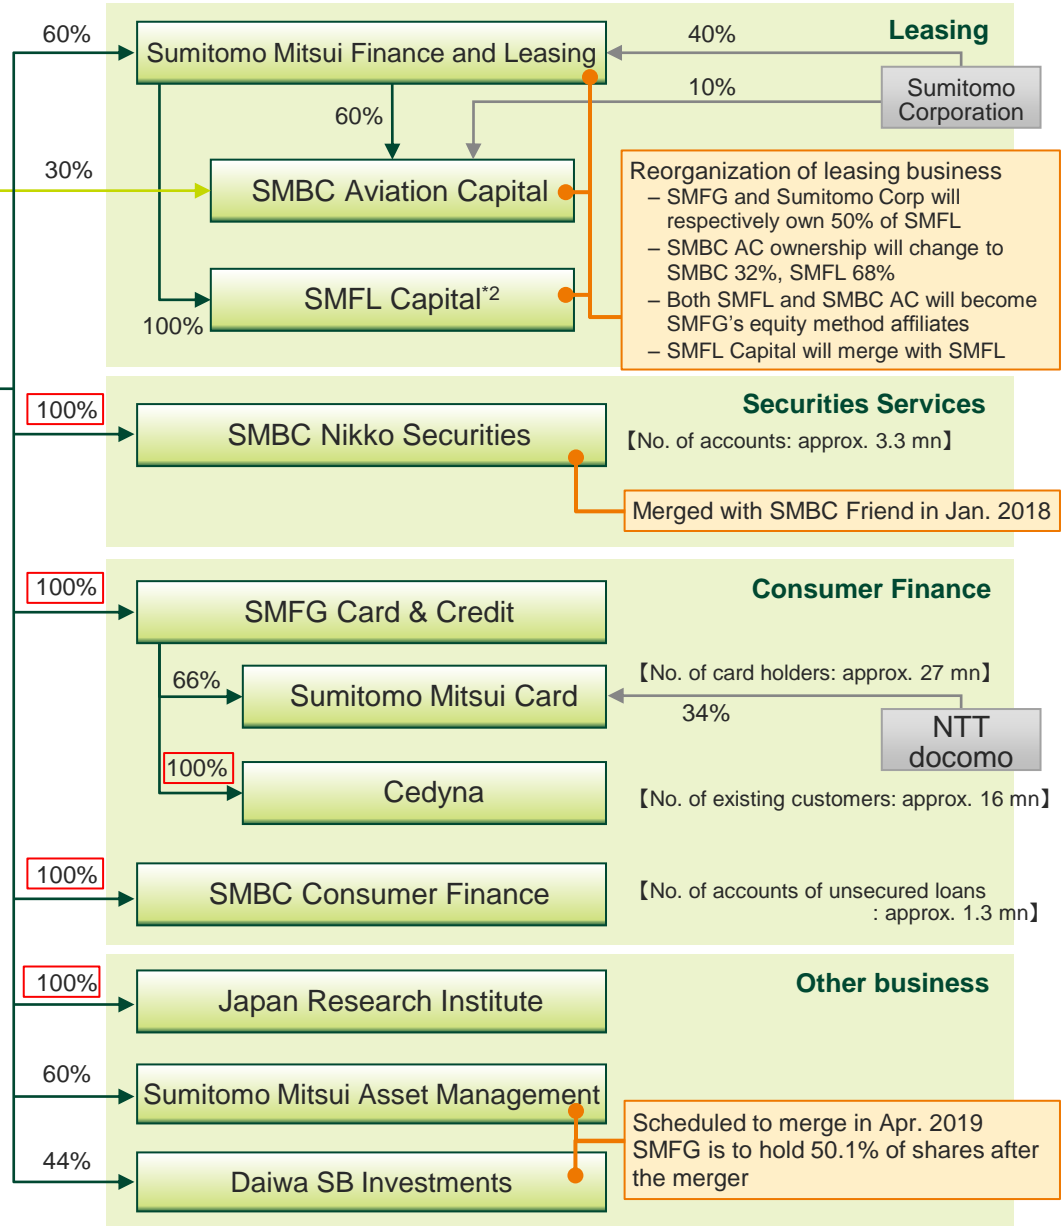 Leasing
60%
Sumitomo Mitsui Finance and Leasing
40%
Sumitomo
Corporation
10%
60%
30%
SMBC Aviation Capital
SMFL Capital*2
100%
Reorganization of leasing business
– SMFG and Sumitomo Corp will
respectively own 50% of SMFL
– SMBC AC ownership will change to
SMBC 32%, SMFL 68%
– Both SMFL and SMBC AC will become
SMFG's equity method affiliates
– SMFL Capital will merge with SMFL
Securities Services
100%
SMBC Nikko Securities
【No. of accounts: approx. 3.3 mn】
Merged with SMBC Friend in Jan. 2018
Consumer Finance
100%
SMFG Card & Credit
66%
Sumitomo Mitsui Card
【No. of card holders: approx. 27 mn】
34%
NTT
docomo
100%
Cedyna
【No. of existing customers: approx. 16 mn】
100%
SMBC Consumer Finance
【No. of accounts of unsecured loans
: approx. 1.3 mn】
Other business
100%
Japan Research Institute
60%
Sumitomo Mitsui Asset Management
44%
Daiwa SB Investments
Scheduled to merge in Apr. 2019
SMFG is to hold 50.1% of shares after
the merger